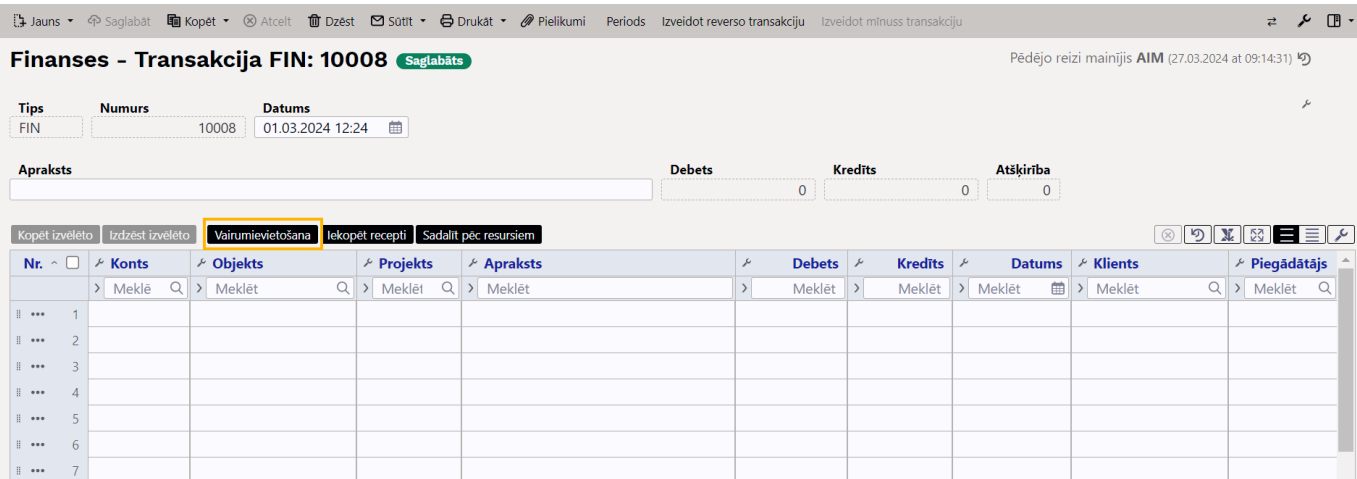 Jauns Saglabāt Kopēt Atcelt Dzēst Sūtīt Drukāt Pielikumi Periods Izveidot reverso transakciju Izveidot mīnuss transakciju
Finanses - Transakcija FIN: 10008 Saglabāts Pēdējo reizi mainījis AIM (27.03.2024 at 09:14:31)
Tips Numurs Datums
FIN 10008 01.03.2024 12:24
Apraksts Debets Kredīts Atšķirība
0 0 0
Kopēt izvēlēto Izdzēst izvēlēto Vairumievietošana Iekopēt recepti Sadalīt pēc resursiem
Nr. Konts Objekts Projekts Apraksts Debets Kredīts Datums Klients Piegādātājs
Meklē Meklēt Meklēt Meklēt Meklēt Meklēt Meklēt Meklēt Meklēt
1
2
3
4
5
6
7